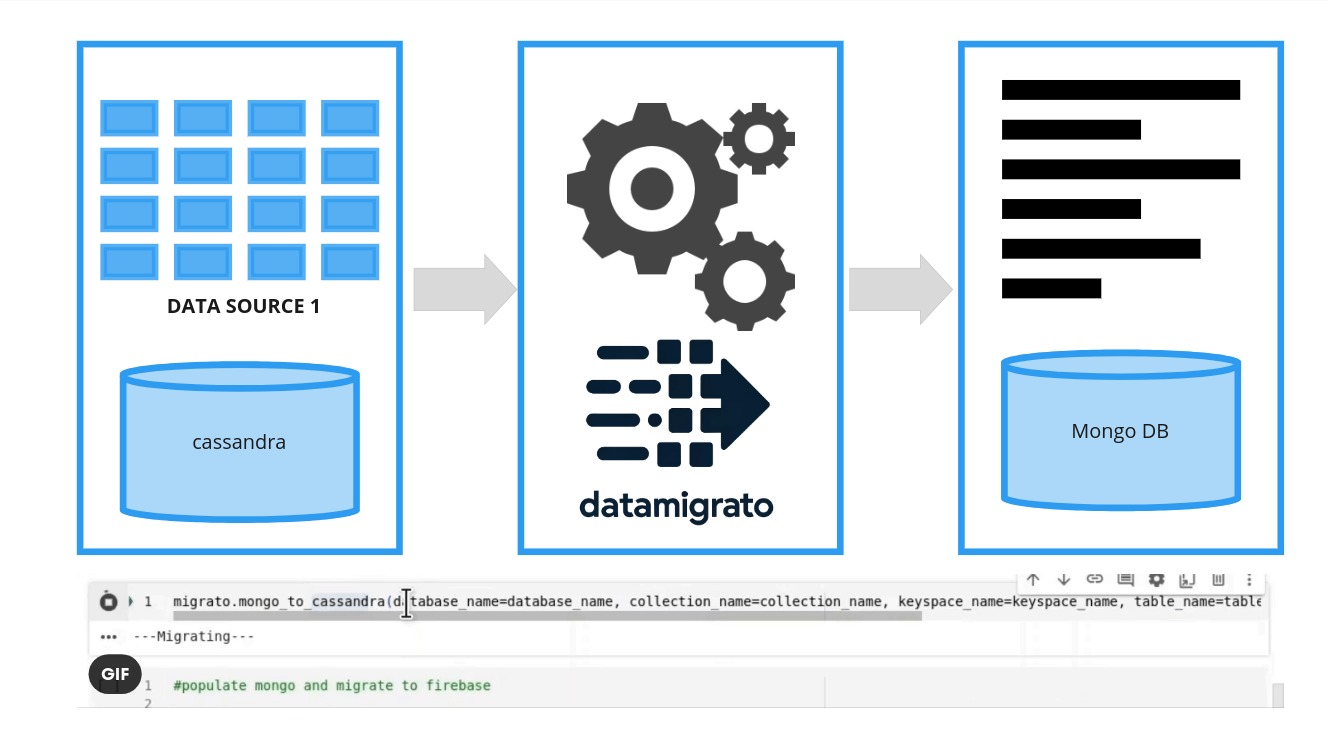 DATA SOURCE 1
cassandra
datamigrato
Mongo DB
1 migrato.mongo_to_cassandra(database_name=database_name, collection_name=collection_name, keyspace_name=keyspace_name, table_name=table
---Migrating---
GIF
1 #populate mongo and migrate to firebase
2